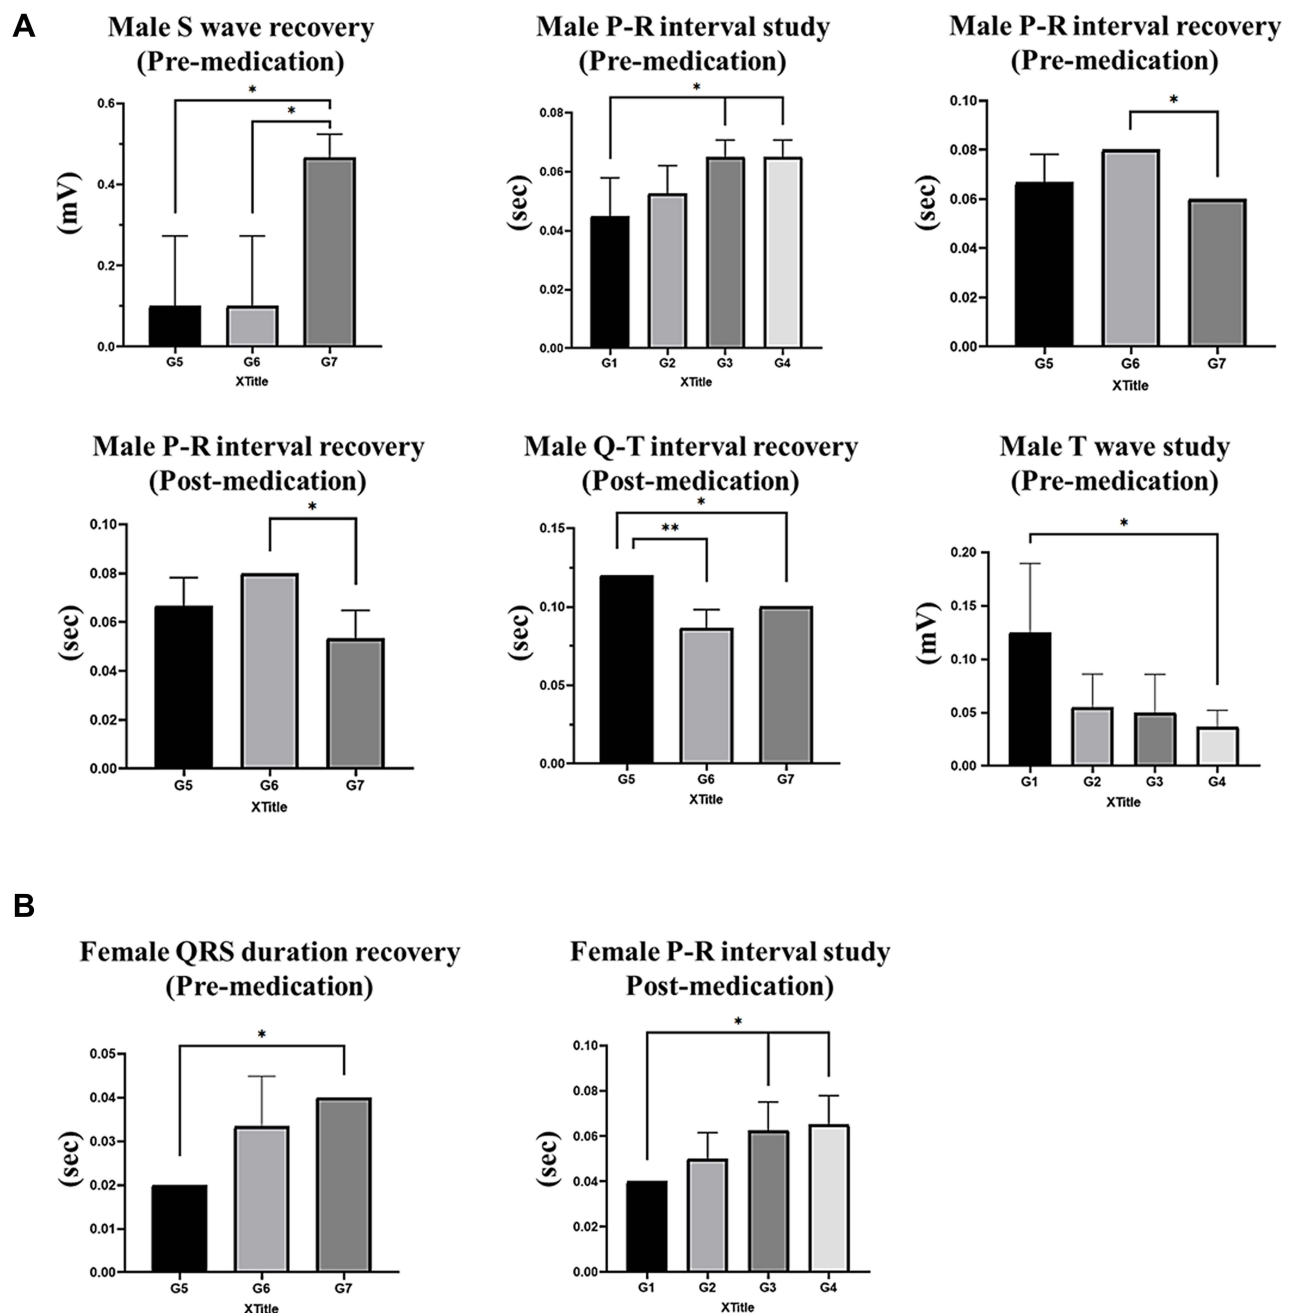 A
Male S wave recovery
(Pre-medication)
*
*
0.6
0.4
0.2
0.0
(mV)
G5 G6 G7
XTitle
Male P-R interval study
(Pre-medication)
*
0.08
0.06
0.04
0.02
0.00
(sec)
G1 G2 G3 G4
XTitle
Male P-R interval recovery
(Pre-medication)
*
0.10
0.08
0.06
0.04
0.02
0.00
(sec)
G5 G6 G7
XTitle
Male P-R interval recovery
(Post-medication)
*
0.10
0.08
0.06
0.04
0.02
0.00
(sec)
G5 G6 G7
XTitle
Male Q-T interval recovery
(Post-medication)
*
**
0.15
0.10
0.05
0.00
(sec)
G5 G6 G7
XTitle
Male T wave study
(Pre-medication)
*
0.20
0.15
0.10
0.05
0.00
(mV)
G1 G2 G3 G4
XTitle
B
Female QRS duration recovery
(Pre-medication)
*
0.05
0.04
0.03
0.02
0.01
0.00
(sec)
G5 G6 G7
XTitle
Female P-R interval study
Post-medication)
*
0.10
0.08
0.06
0.04
0.02
0.00
(sec)
G1 G2 G3 G4
XTitle